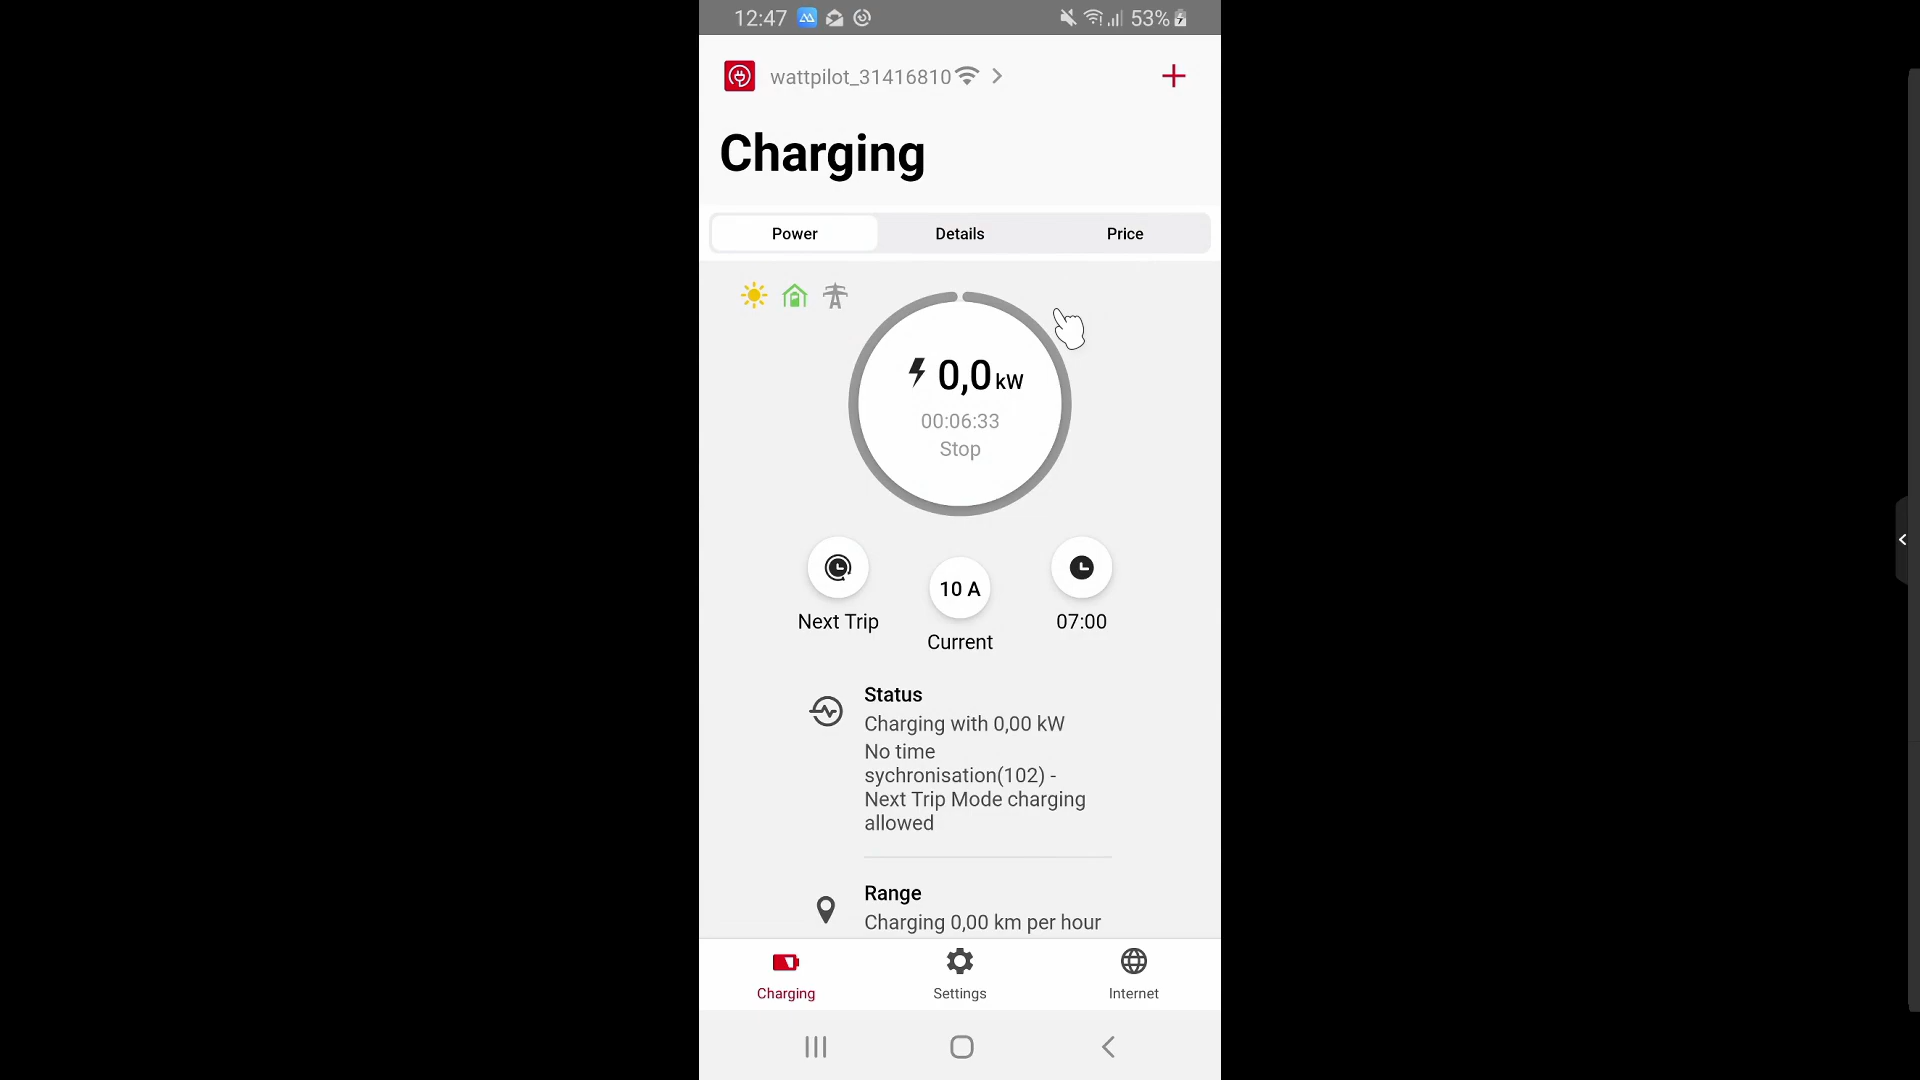 12:47
53%
wattpilot_31416810
Charging
Power
Details
Price
0,0 kW
00:06:33
Stop
Next Trip
10 A
Current
07:00
Status
Charging with 0,00 kW
No time
sychronisation(102) -
Next Trip Mode charging
allowed
Range
Charging 0,00 km per hour
Charging
Settings
Internet